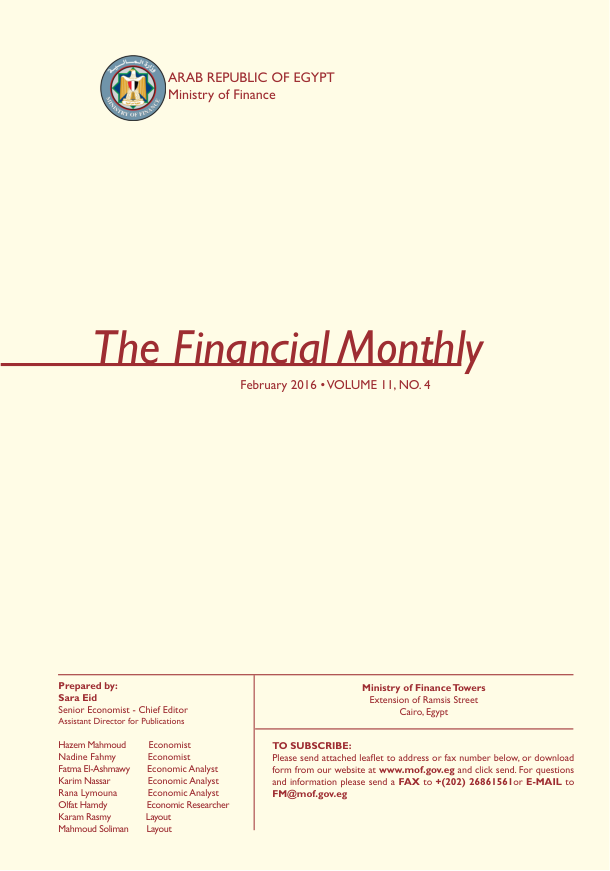 وزارة المالية
MINISTRY OF FINANCE
ARAB REPUBLIC OF EGYPT
Ministry of Finance
The Financial Monthly
February 2016 • VOLUME 11, NO. 4
Prepared by:
Sara Eid
Senior Economist - Chief Editor
Assistant Director for Publications
Hazem Mahmoud Economist
Nadine Fahmy Economist
Fatma El-Ashmawy Economic Analyst
Karim Nassar Economic Analyst
Rana Lymouna Economic Analyst
Olfat Hamdy Economic Researcher
Karam Rasmy Layout
Mahmoud Soliman Layout
Ministry of Finance Towers
Extension of Ramsis Street
Cairo, Egypt
TO SUBSCRIBE:
Please send attached leaflet to address or fax number below, or download
form from our website at www.mof.gov.eg and click send. For questions
and information please send a FAX to +(202) 26861561or E-MAIL to
FM@mof.gov.eg